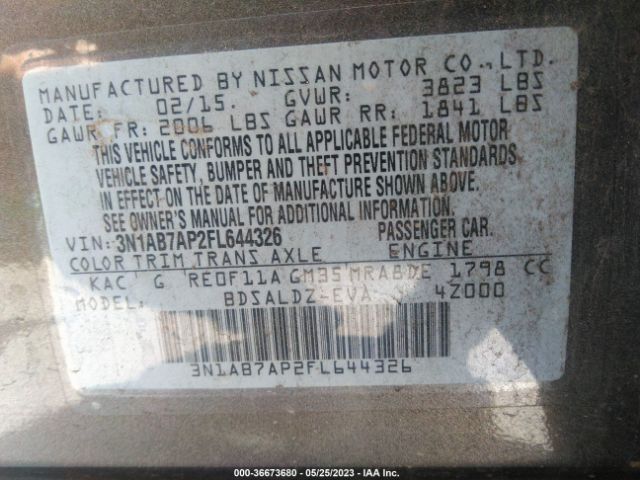 MANUFACTURED BY NISSAN MOTOR CO., LTD.
DATE: 02/15. GVWR: 3823 LBS
GAWR FR: 2006 LBS GAWR RR: 1841 LBS
THIS VEHICLE CONFORMS TO ALL APPLICABLE FEDERAL MOTOR
VEHICLE SAFETY, BUMPER AND THEFT PREVENTION STANDARDS
IN EFFECT ON THE DATE OF MANUFACTURE SHOWN ABOVE.
SEE OWNER'S MANUAL FOR ADDITIONAL INFORMATION.
VIN: 3N1AB7AP2FL644326 PASSENGER CAR.
COLOR TRIM TRANS AXLE ENGINE
KAC G RE0F11A GM35 MRA8DE 1798 CC
MODEL: BDSALDZ-EVA 4Z000
3N1AB7AP2FL644326
000-36673680 - 05/25/2023 - IAA Inc.